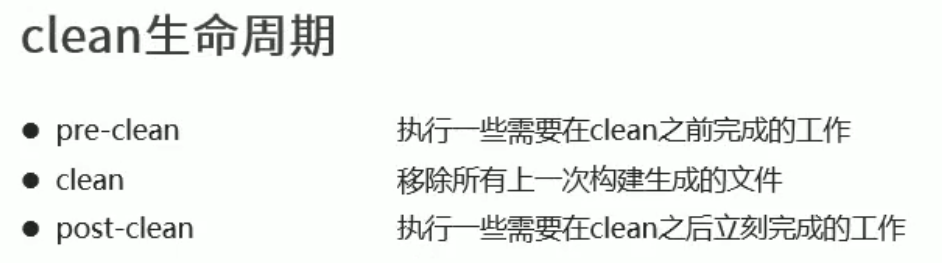 clean生命周期
● pre-clean 执行一些需要在clean之前完成的工作
● clean 移除所有上一次构建生成的文件
● post-clean 执行一些需要在clean之后立刻完成的工作